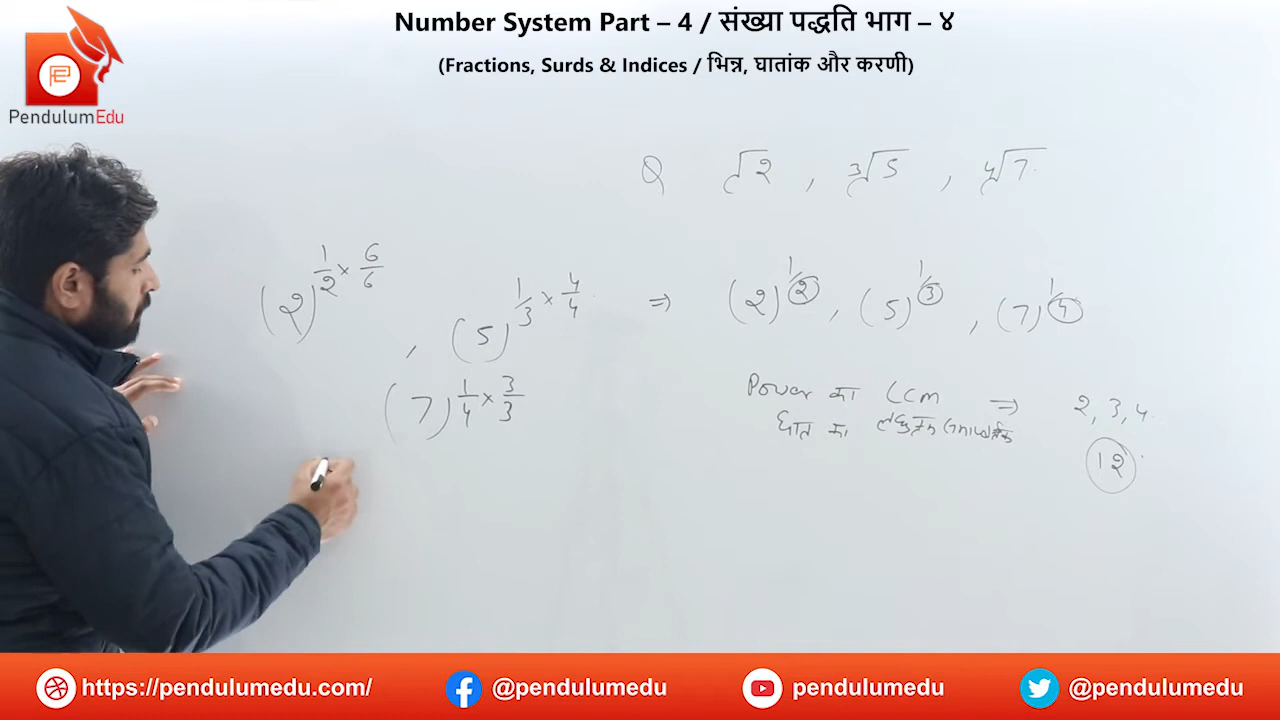 Number System Part – 4 / संख्या पद्धति भाग – ४
(Fractions, Surds & Indices / भिन्न, घातांक और करणी)
PendulumEdu
Q √2 , ³√5 , ⁴√7
(2)^1/2 × 6/6 , (5)^1/3 × 4/4 ⇒ (2)^1/2 , (5)^1/3 , (7)^1/4
(7)^1/4 × 3/3
Power का LCM ⇒ 2, 3, 4
घात का लघुत्तम
12
https://pendulumedu.com/ @pendulumedu pendulumedu @pendulumedu